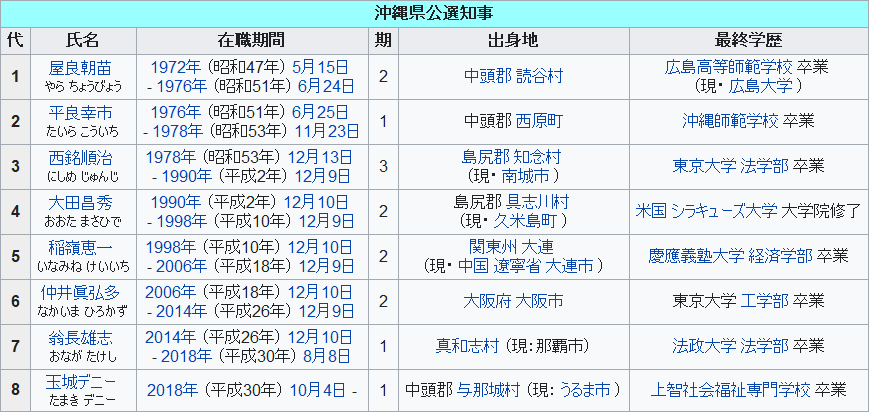 沖縄県公選知事
代 氏名 在職期間 期 出身地 最終学歴
1 屋良朝苗 やら ちょうびょう 1972年 (昭和47年) 5月15日 - 1976年 (昭和51年) 6月24日 2 中頭郡 読谷村 広島高等師範学校 卒業 (現・ 広島大学 )
2 平良幸市 たいら こういち 1976年 (昭和51年) 6月25日 - 1978年 (昭和53年) 11月23日 1 中頭郡 西原町 沖縄師範学校 卒業
3 西銘順治 にしめ じゅんじ 1978年 (昭和53年) 12月13日 - 1990年 (平成2年) 12月9日 3 島尻郡 知念村 (現・ 南城市 ) 東京大学 法学部 卒業
4 大田昌秀 おおた まさひで 1990年 (平成2年) 12月10日 - 1998年 (平成10年) 12月9日 2 島尻郡 具志川村 (現・ 久米島町 ) 米国 シラキューズ大学 大学院修了
5 稲嶺恵一 いなみね けいいち 1998年 (平成10年) 12月10日 - 2006年 (平成18年) 12月9日 2 関東州 大連 (現・ 中国 遼寧省 大連市 ) 慶應義塾大学 経済学部 卒業
6 仲井眞弘多 なかいま ひろかず 2006年 (平成18年) 12月10日 - 2014年 (平成26年) 12月9日 2 大阪府 大阪市 東京大学 工学部 卒業
7 翁長雄志 おなが たけし 2014年 (平成26年) 12月10日 - 2018年 (平成30年) 8月8日 1 真和志村 (現：那覇市) 法政大学 法学部 卒業
8 玉城デニー たまき デニー 2018年 (平成30年) 10月4日 - 1 中頭郡 与那城村 (現： うるま市 ) 上智社会福祉専門学校 卒業